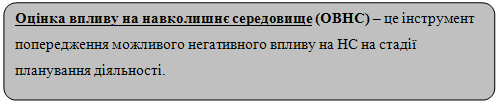 Оцінка впливу на навколишнє середовище (ОВНС) – це інструмент
попередження можливого негативного впливу на НС на стадії
планування діяльності.